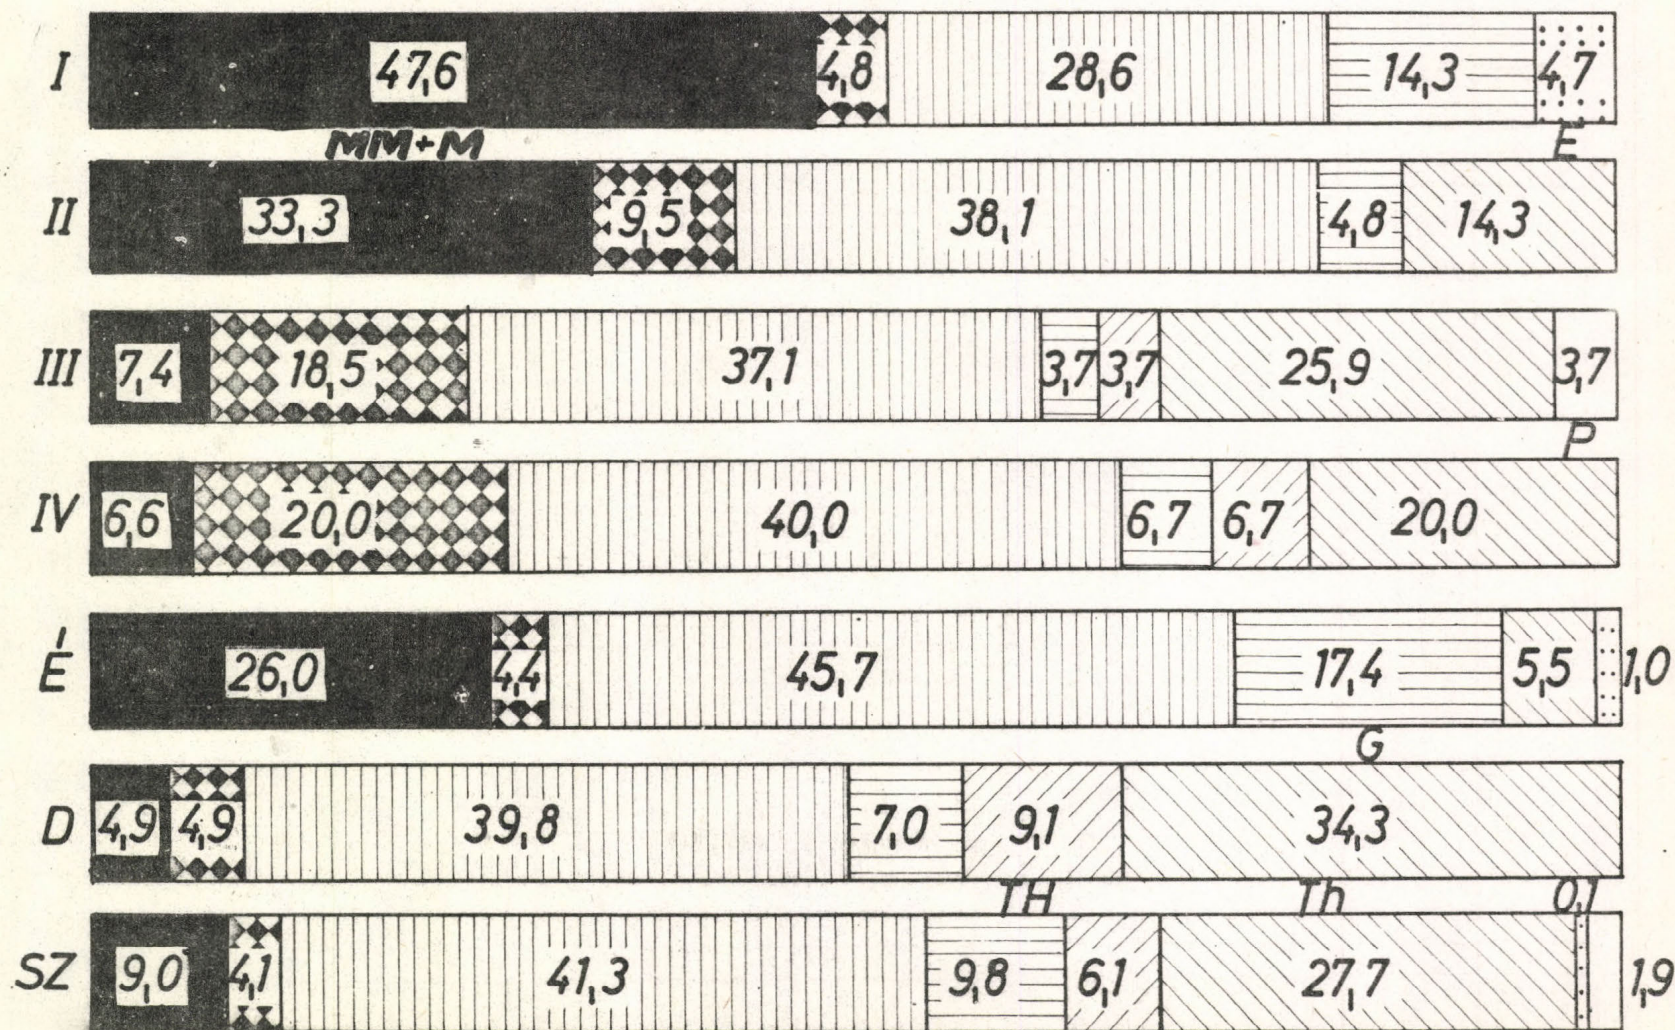 I 47,6 4,8 28,6 14,3 4,7
MM+M E
II 33,3 9,5 38,1 4,8 14,3
III 7,4 18,5 37,1 3,7 3,7 25,9 3,7
P
IV 6,6 20,0 40,0 6,7 6,7 20,0
É 26,0 4,4 45,7 17,4 5,5 1,0
G
D 4,9 4,9 39,8 7,0 9,1 34,3
TH Th 0,1
SZ 9,0 4,1 41,3 9,8 6,1 27,7 1,9